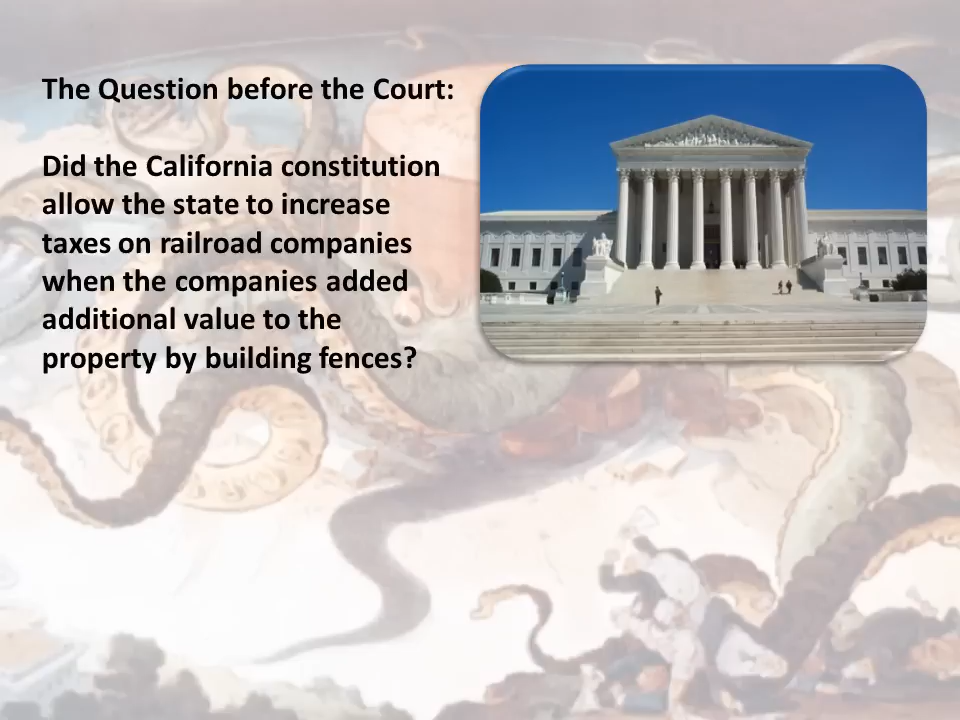 The Question before the Court:
Did the California constitution
allow the state to increase
taxes on railroad companies
when the companies added
additional value to the
property by building fences?